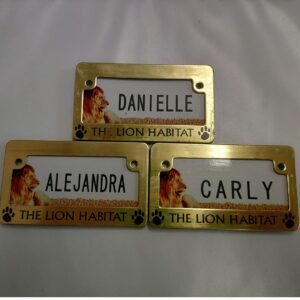 DANIELLE
THE LION HABITAT
ALEJANDRA
THE LION HABITAT
CARLY
THE LION HABITAT